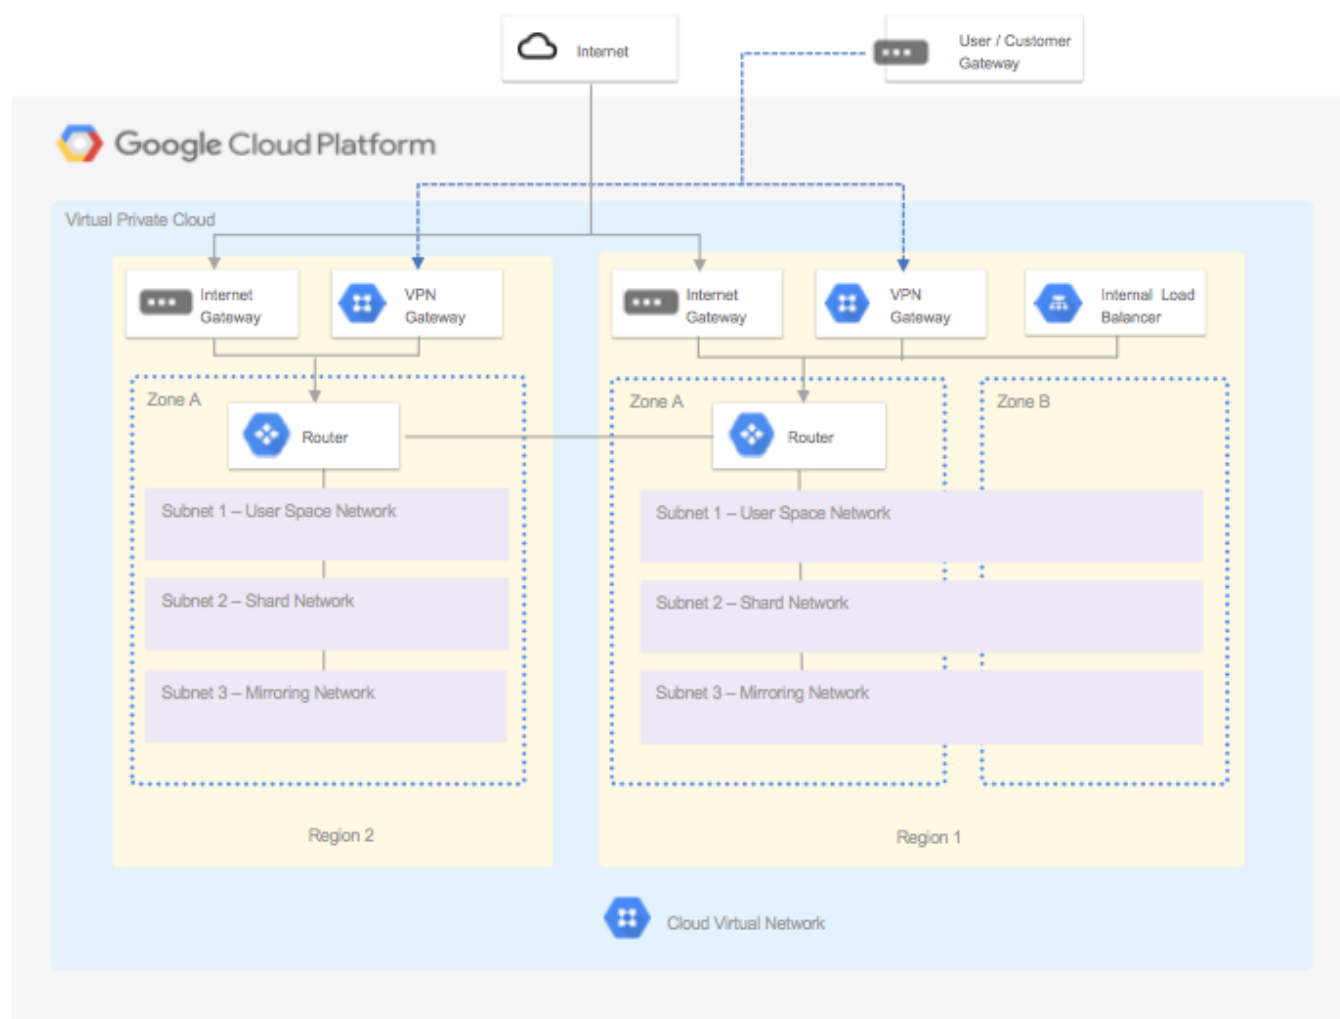 Internet
User / Customer
Gateway
Google Cloud Platform
Virtual Private Cloud
Internet
Gateway
VPN
Gateway
Internet
Gateway
VPN
Gateway
Internal Load
Balancer
Zone A
Router
Zone A
Router
Zone B
Subnet 1 – User Space Network
Subnet 1 – User Space Network
Subnet 2 – Shard Network
Subnet 2 – Shard Network
Subnet 3 – Mirroring Network
Subnet 3 – Mirroring Network
Region 2
Region 1
Cloud Virtual Network